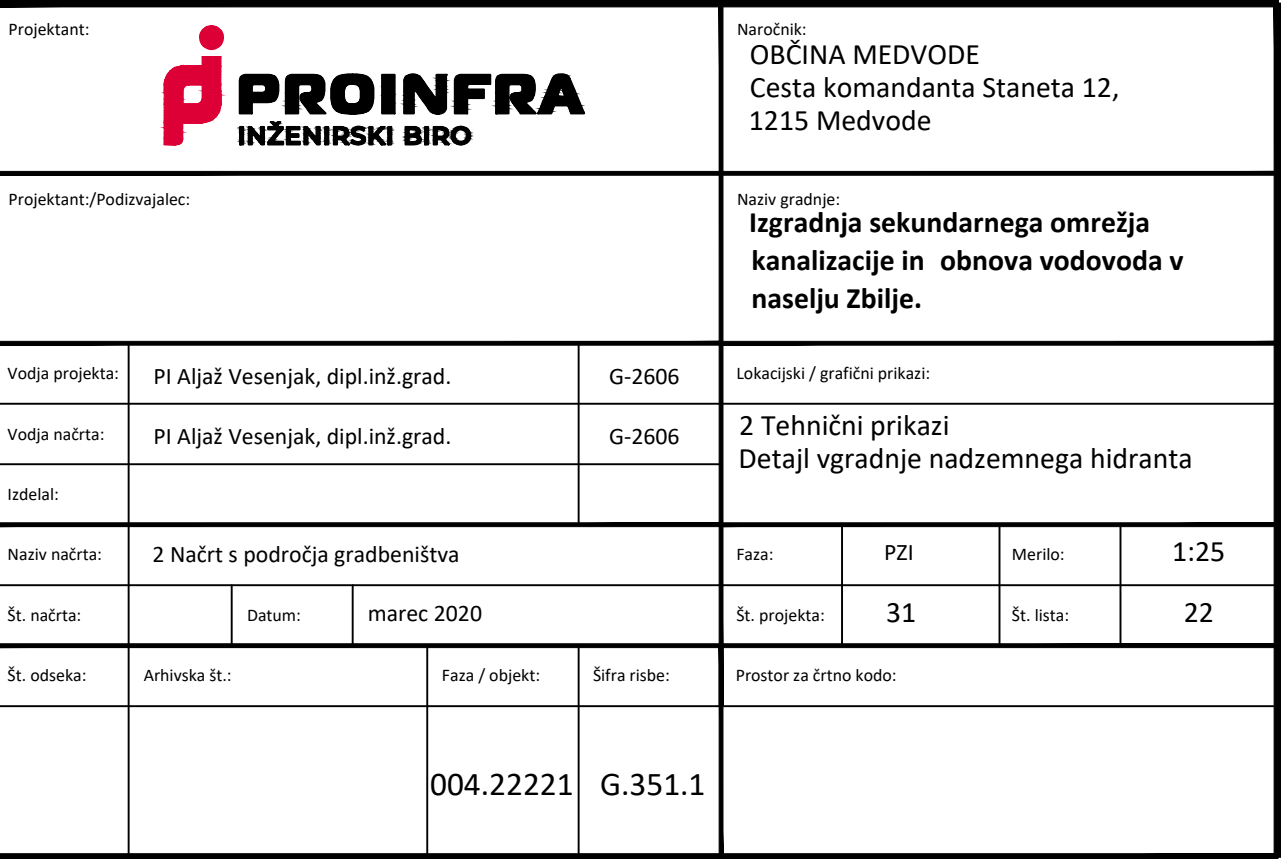 Projektant:
PROINFRA
INŽENIRSKI BIRO
Naročnik:
OBČINA MEDVODE
Cesta komandanta Staneta 12,
1215 Medvode
Projektant:/Podizvajalec:
Naziv gradnje:
Izgradnja sekundarnega omrežja
kanalizacije in obnova vodovoda v
naselju Zbilje.
Vodja projekta: PI Aljaž Vesenjak, dipl.inž.grad. G-2606
Vodja načrta: PI Aljaž Vesenjak, dipl.inž.grad. G-2606
Izdelal:
Lokacijski / grafični prikazi:
2 Tehnični prikazi
Detajl vgradnje nadzemnega hidranta
Naziv načrta: 2 Načrt s področja gradbeništva
Faza: PZI Merilo: 1:25
Št. načrta: Datum: marec 2020
Št. projekta: 31 Št. lista: 22
Št. odseka: Arhivska št.: Faza / objekt: Šifra risbe:
Prostor za črtno kodo:
004.22221 G.351.1